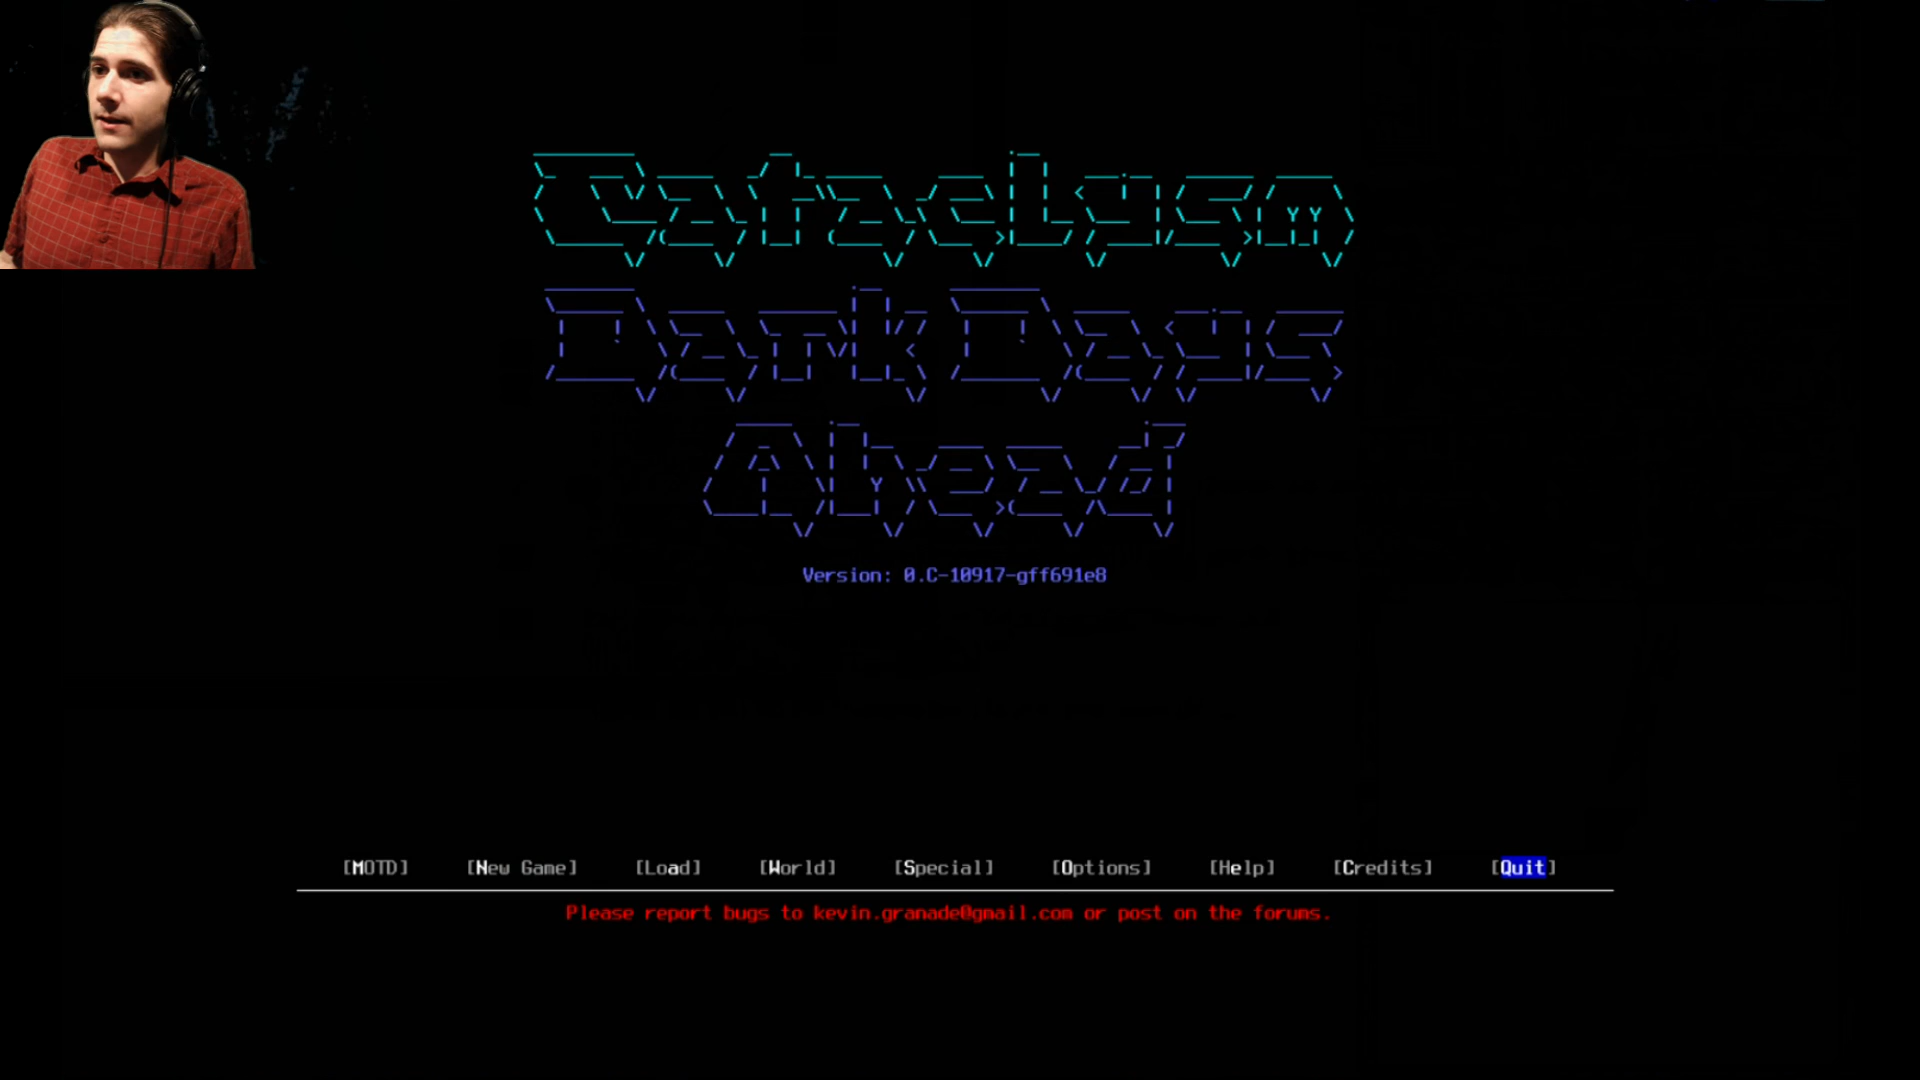 Cataclysm
Dark Days
Ahead
Version: 0.C-10917-gff691e8
[MOTD] [New Game] [Load] [World] [Special] [Options] [Help] [Credits] [Quit]
Please report bugs to kevin.granade@gmail.com or post on the forums.